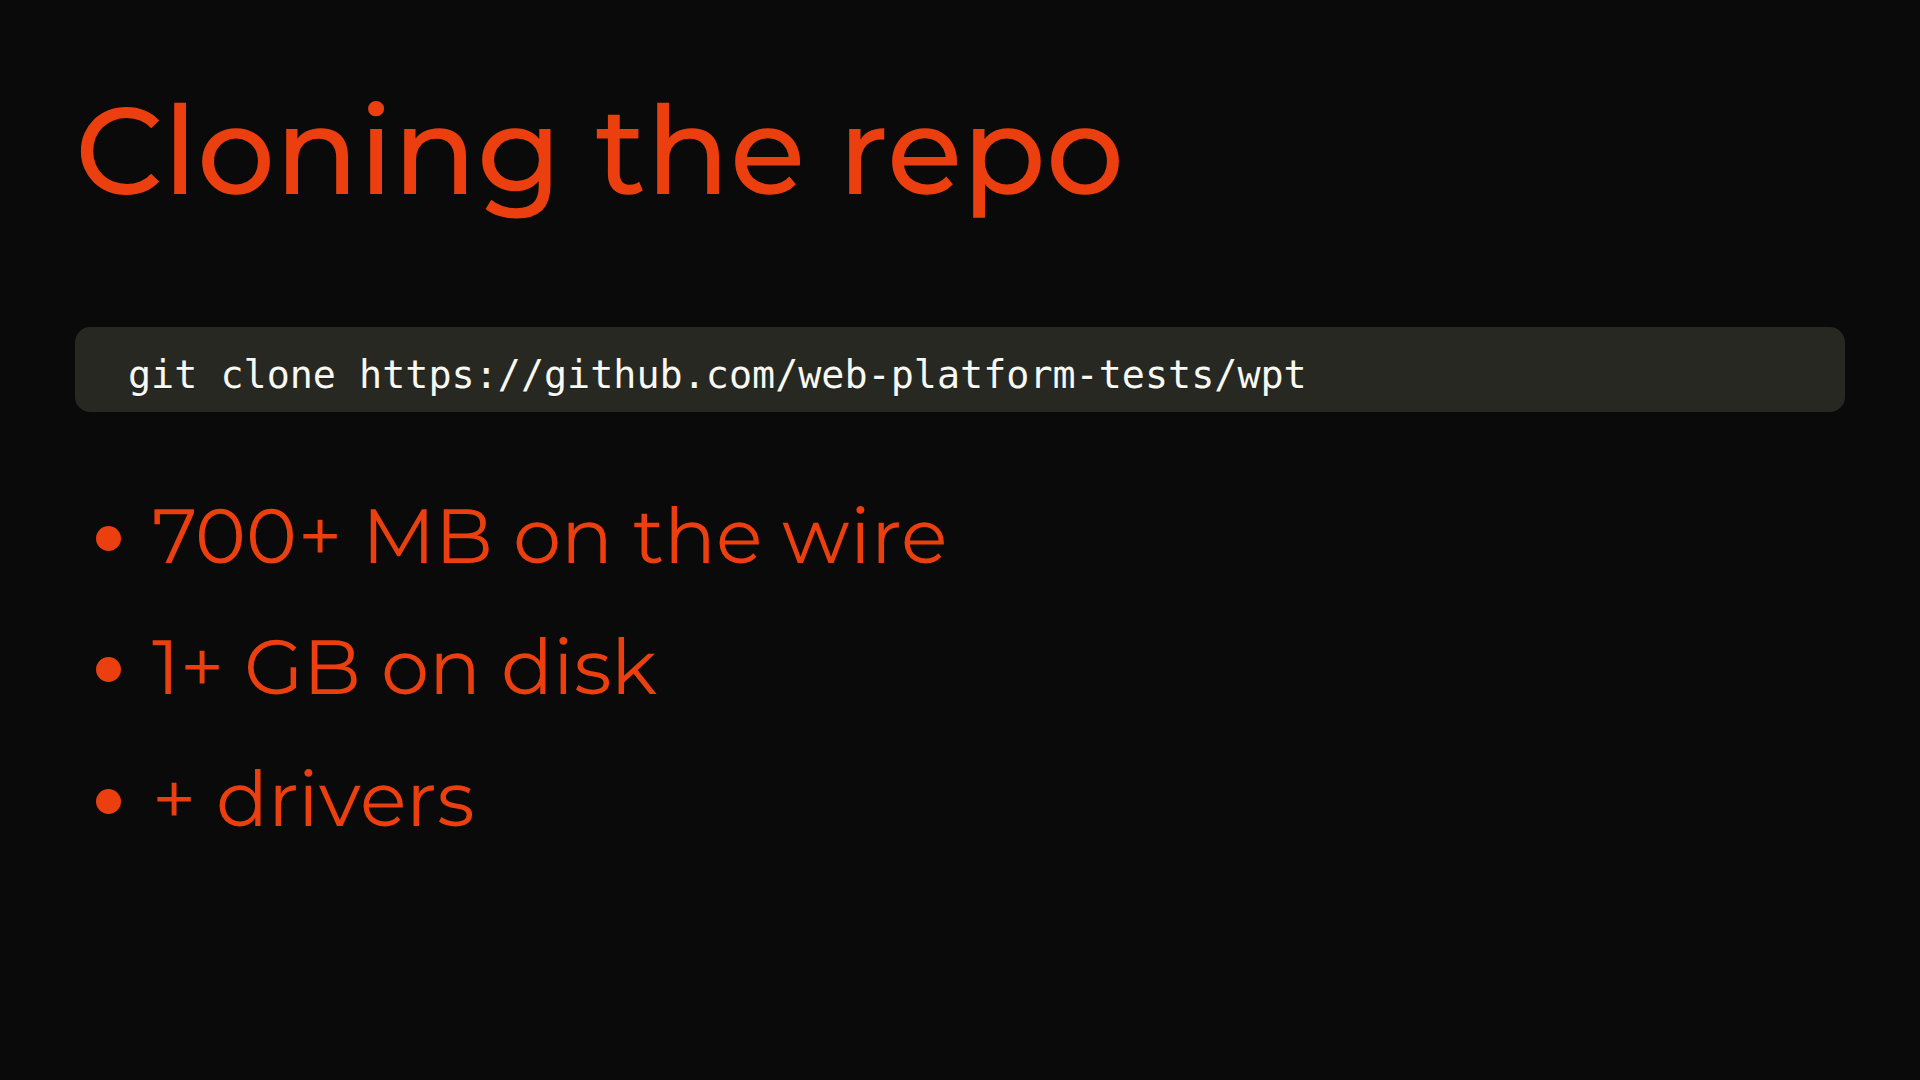 Cloning the repo
git clone https://github.com/web-platform-tests/wpt
• 700+ MB on the wire
• 1+ GB on disk
• + drivers